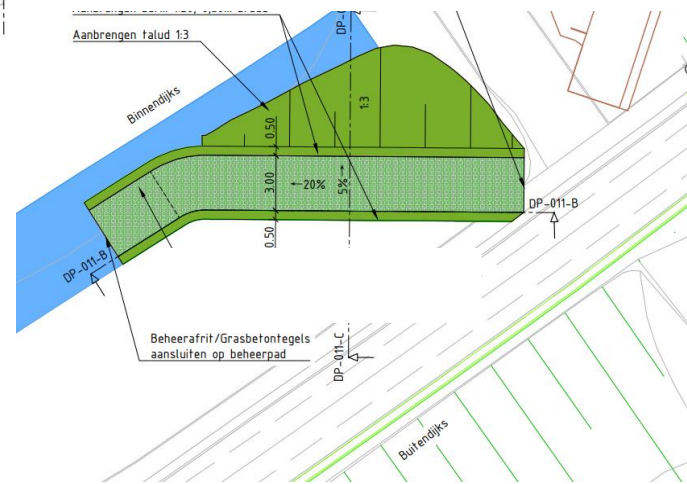 DP-011-C
Aanbrengen talud 1:3
Binnendijks
0.50
1:3
3.00
←20%
5%→
DP-011-B
0.50
DP-011-B
Beheerafrit/Grasbetontegels
aansluiten op beheerpad
DP-011-C
Buitendijks